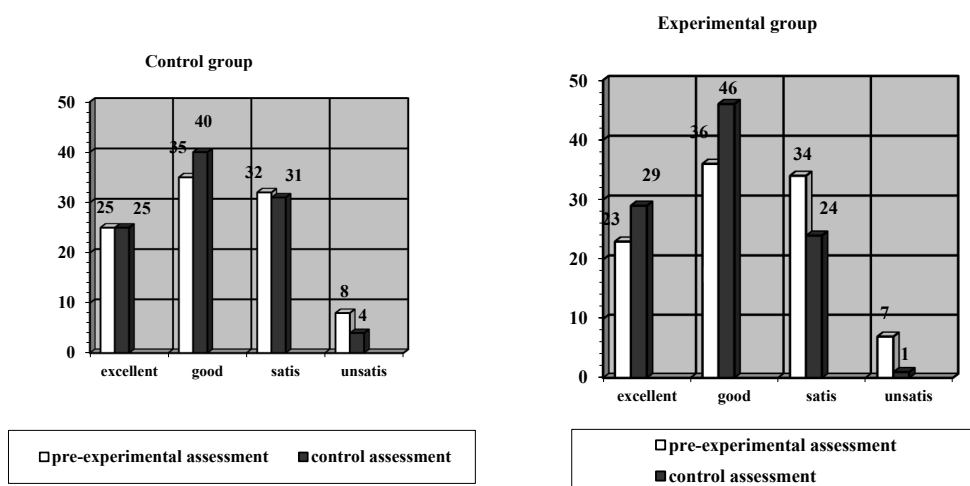 Control group
50
40
30
20
10
0
25 25
35 40
32 31
8 4
excellent good satis unsatis
pre-experimental assessment control assessment
Experimental group
50
40
30
20
10
0
23 29
36 46
34 24
7 1
excellent good satis unsatis
pre-experimental assessment
control assessment